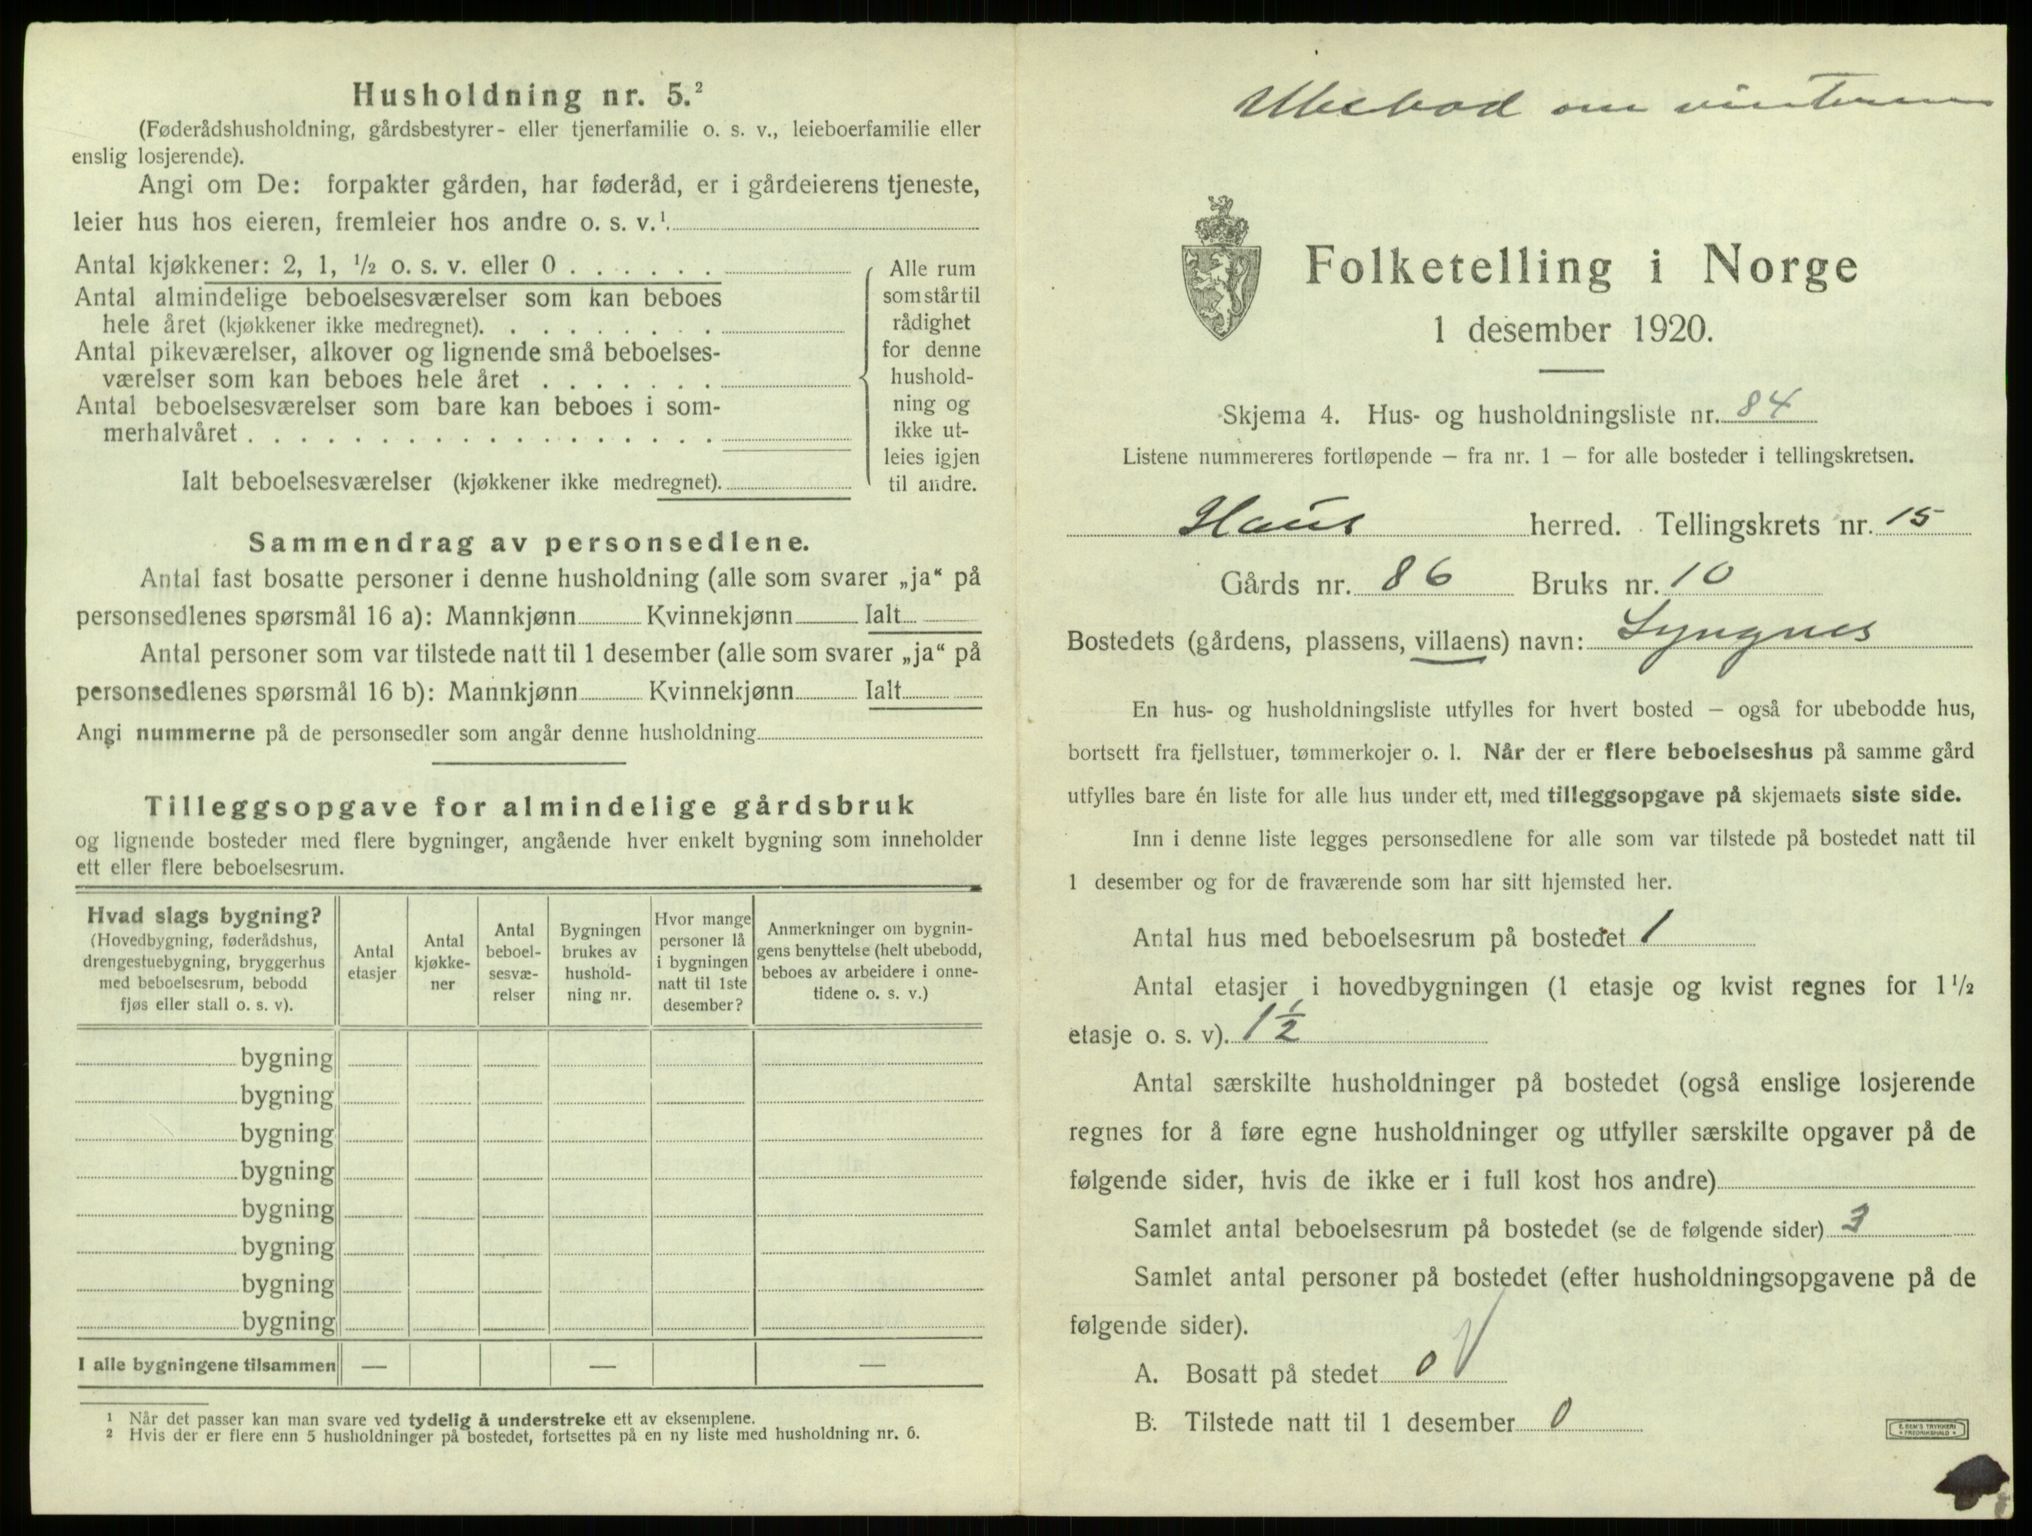 Husholdning nr. 5.²
(Føderådshusholdning, gårdsbestyrer- eller tjenerfamilie o. s. v., leieboerfamilie eller
enslig losjerende).
Angi om De: forpakter gården, har føderåd, er i gårdeierens tjeneste,
leier hus hos eieren, fremleier hos andre o. s. v.¹
Antal kjøkkener: 2, 1, ½ o. s. v. eller 0 . . . . . .
Antal almindelige beboelsesværelser som kan beboes
hele året (kjøkkener ikke medregnet). . . . . . . . .
Antal pikeværelser, alkover og lignende små beboelses-
værelser som kan beboes hele året . . . . . . .
Antal beboelsesværelser som bare kan beboes i som-
merhalvåret . . . . . . . . . . . . . . . . . .
Alle rum
som står til
rådighet
for denne
hushold-
ning og
ikke ut-
leies igjen
til andre.
Ialt beboelsesværelser (kjøkkener ikke medregnet).
Sammendrag av personsedlene.
Antal fast bosatte personer i denne husholdning (alle som svarer „ja“ på
personsedlenes spørsmål 16 a): Mannkjønn Kvinnekjønn Ialt
Antal personer som var tilstede natt til 1 desember (alle som svarer „ja“ på
personsedlenes spørsmål 16 b): Mannkjønn Kvinnekjønn Ialt
Angi nummerne på de personsedler som angår denne husholdning
Tilleggsopgave for almindelige gårdsbruk
og lignende bosteder med flere bygninger, angående hver enkelt bygning som inneholder
ett eller flere beboelsesrum.
Hvad slags bygning?
(Hovedbygning, føderådshus,
drengestuebygning, bryggerhus
med beboelsesrum, bebodd
fjøs eller stall o. s. v).
Antal
etasjer
Antal
kjøkke-
ner
Antal
beboel-
sesvæ-
relser
Bygningen
brukes av
hushold-
ning nr.
Hvor mange
personer lå
i bygningen
natt til 1ste
desember?
Anmerkninger om bygnin-
gens benyttelse (helt ubebodd,
beboes av arbeidere i onne-
tidene o. s. v.)
bygning
bygning
bygning
bygning
bygning
bygning
bygning
bygning
I alle bygningene tilsammen — — —
¹ Når det passer kan man svare ved tydelig å understreke ett av eksemplene.
² Hvis der er flere enn 5 husholdninger på bostedet, fortsettes på en ny liste med husholdning nr. 6.
Ubebod om vinteren
Folketelling i Norge
1 desember 1920.
Skjema 4. Hus- og husholdningsliste nr. 84
Listene nummereres fortløpende – fra nr. 1 – for alle bosteder i tellingskretsen.
Haus herred. Tellingskrets nr. 15
Gårds nr. 86 Bruks nr. 10
Bostedets (gårdens, plassens, villaens) navn: Lyngnes
En hus- og husholdningsliste utfylles for hvert bosted – også for ubebodde hus,
bortsett fra fjellstuer, tømmerkojer o. l. Når der er flere beboelseshus på samme gård
utfylles bare én liste for alle hus under ett, med tilleggsopgave på skjemaets siste side.
Inn i denne liste legges personsedlene for alle som var tilstede på bostedet natt til
1 desember og for de fraværende som har sitt hjemsted her.
Antal hus med beboelsesrum på bostedet 1
Antal etasjer i hovedbygningen (1 etasje og kvist regnes for 1 ½
etasje o. s. v). 1 ½
Antal særskilte husholdninger på bostedet (også enslige losjerende
regnes for å føre egne husholdninger og utfyller særskilte opgaver på de
følgende sider, hvis de ikke er i full kost hos andre)
Samlet antal beboelsesrum på bostedet (se de følgende sider) 3
Samlet antal personer på bostedet (efter husholdningsopgavene på de
følgende sider).
A. Bosatt på stedet 0
B. Tilstede natt til 1 desember 0
E. SEM'S TRYKKERI
FREDRIKSHALD